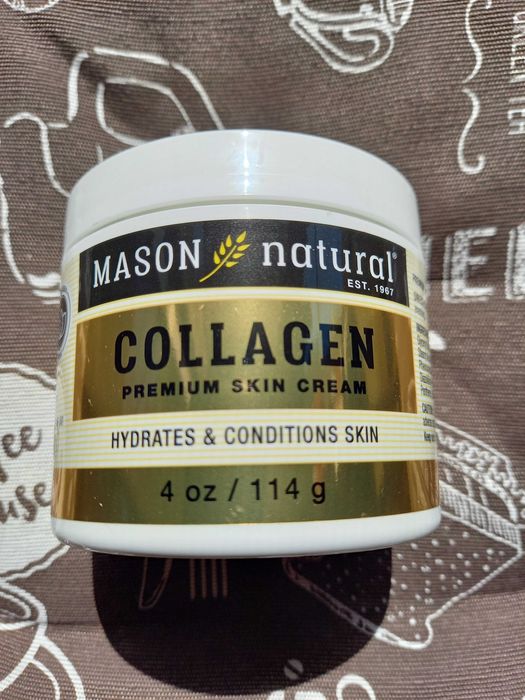 MASON natural®
EST. 1967
COLLAGEN
PREMIUM SKIN CREAM
HYDRATES & CONDITIONS SKIN
4 oz / 114 g